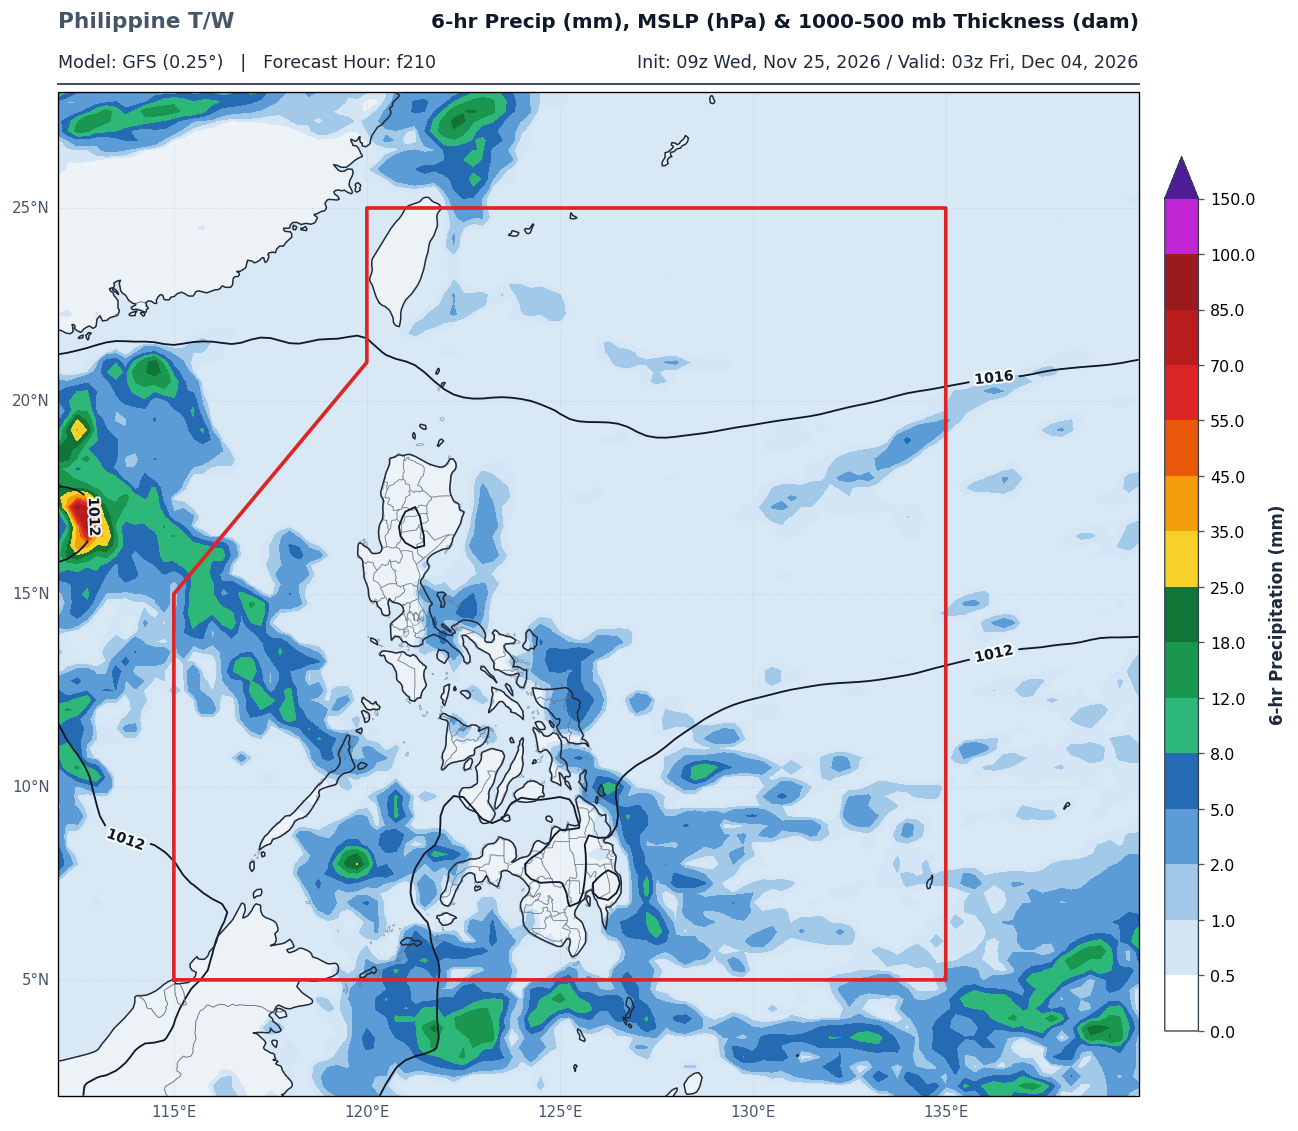 Philippine T/W
6-hr Precip (mm), MSLP (hPa) & 1000-500 mb Thickness (dam)
Model: GFS (0.25°) | Forecast Hour: f210
Init: 09z Wed, Nov 25, 2026 / Valid: 03z Fri, Dec 04, 2026
25°N
20°N
15°N
10°N
5°N
115°E
120°E
125°E
130°E
135°E
1016
1012
1012
1012
150.0
100.0
85.0
70.0
55.0
45.0
35.0
25.0
18.0
12.0
8.0
5.0
2.0
1.0
0.5
0.0
6-hr Precipitation (mm)